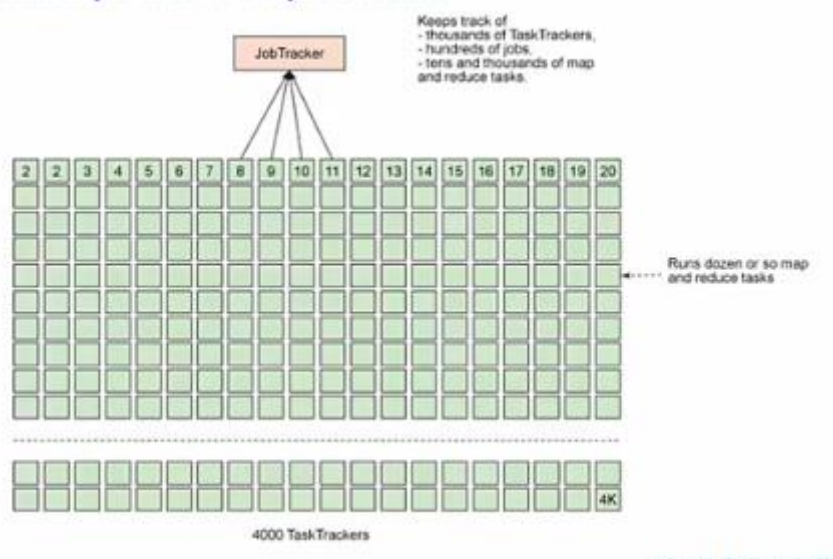 Keeps track of
- thousands of TaskTrackers,
- hundreds of jobs,
- tens and thousands of map
and reduce tasks.
JobTracker
2 2 3 4 5 6 7 8 9 10 11 12 13 14 15 16 17 18 19 20
Runs dozen or so map
and reduce tasks
4K
4000 TaskTrackers